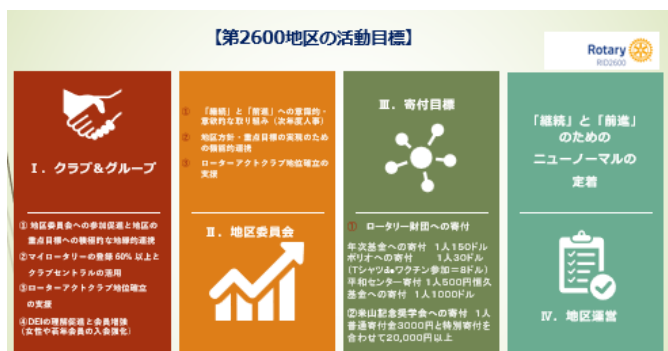 【第2600地区の活動目標】
Rotary
RID2600
Ⅰ．クラブ&グループ
①地区委員会への参加促進と地区の
重点目標への積極的な地縁的連携
②マイロータリーの登録60%以上と
クラブセントラルの活用
③ローターアクトクラブ地位確立
の支援
④DEIの理解促進と会員増強
（女性や若年会員の入会強化）
① 「継続」と「前進」への意識的・
意欲的な取り組み（次年度人事）
② 地区方針・重点目標の実現のため
の機能的連携
③ ローターアクトクラブ地位確立の
支援
Ⅱ．地区委員会
Ⅲ．寄付目標
① ロータリー財団への寄付
年次基金への寄付 1人150ドル
ポリオへの寄付 1人30ドル
(Tシャツdeワクチン参加=8ドル)
平和センター寄付 1人500円恒久
基金への寄付 1人1000ドル
②米山記念奨学会への寄付 1人
普通寄付金3000円と特別寄付を
合わせて20,000円以上
「継続」と「前進」
のための
ニューノーマルの
定着
Ⅳ．地区運営